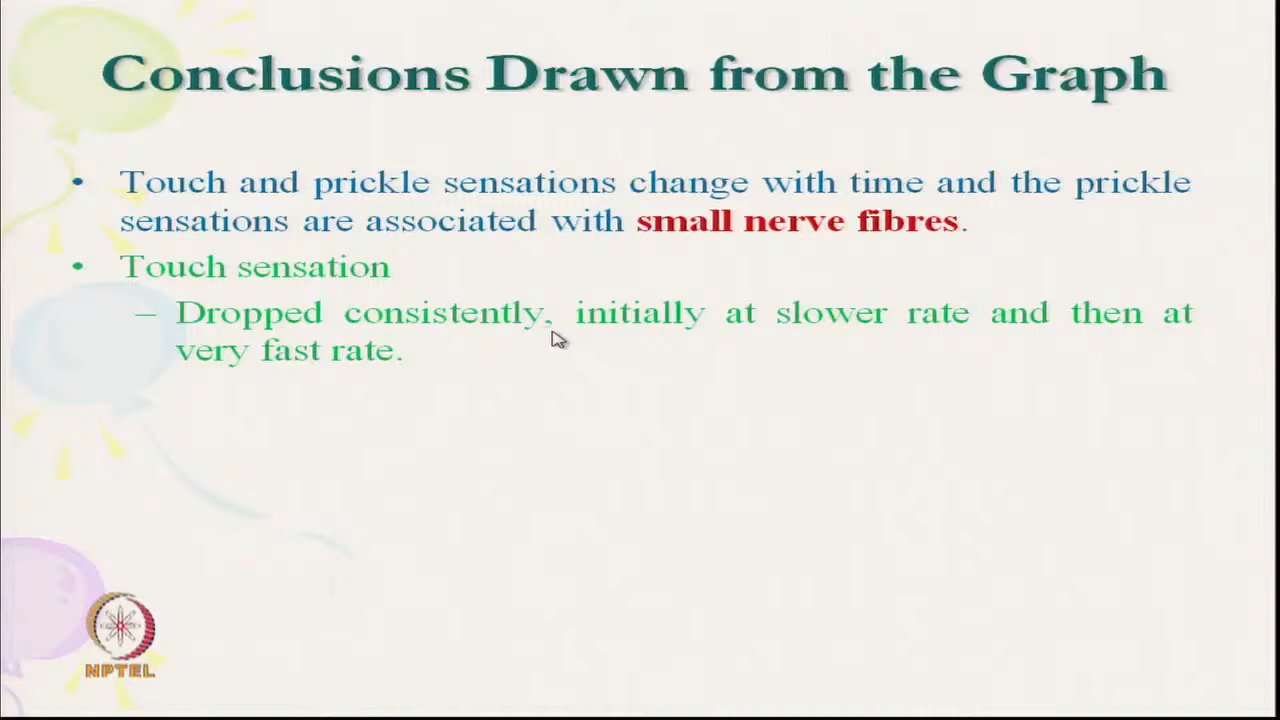 Conclusions Drawn from the Graph
• Touch and prickle sensations change with time and the prickle
sensations are associated with small nerve fibres.
• Touch sensation
– Dropped consistently, initially at slower rate and then at
very fast rate.
NPTEL